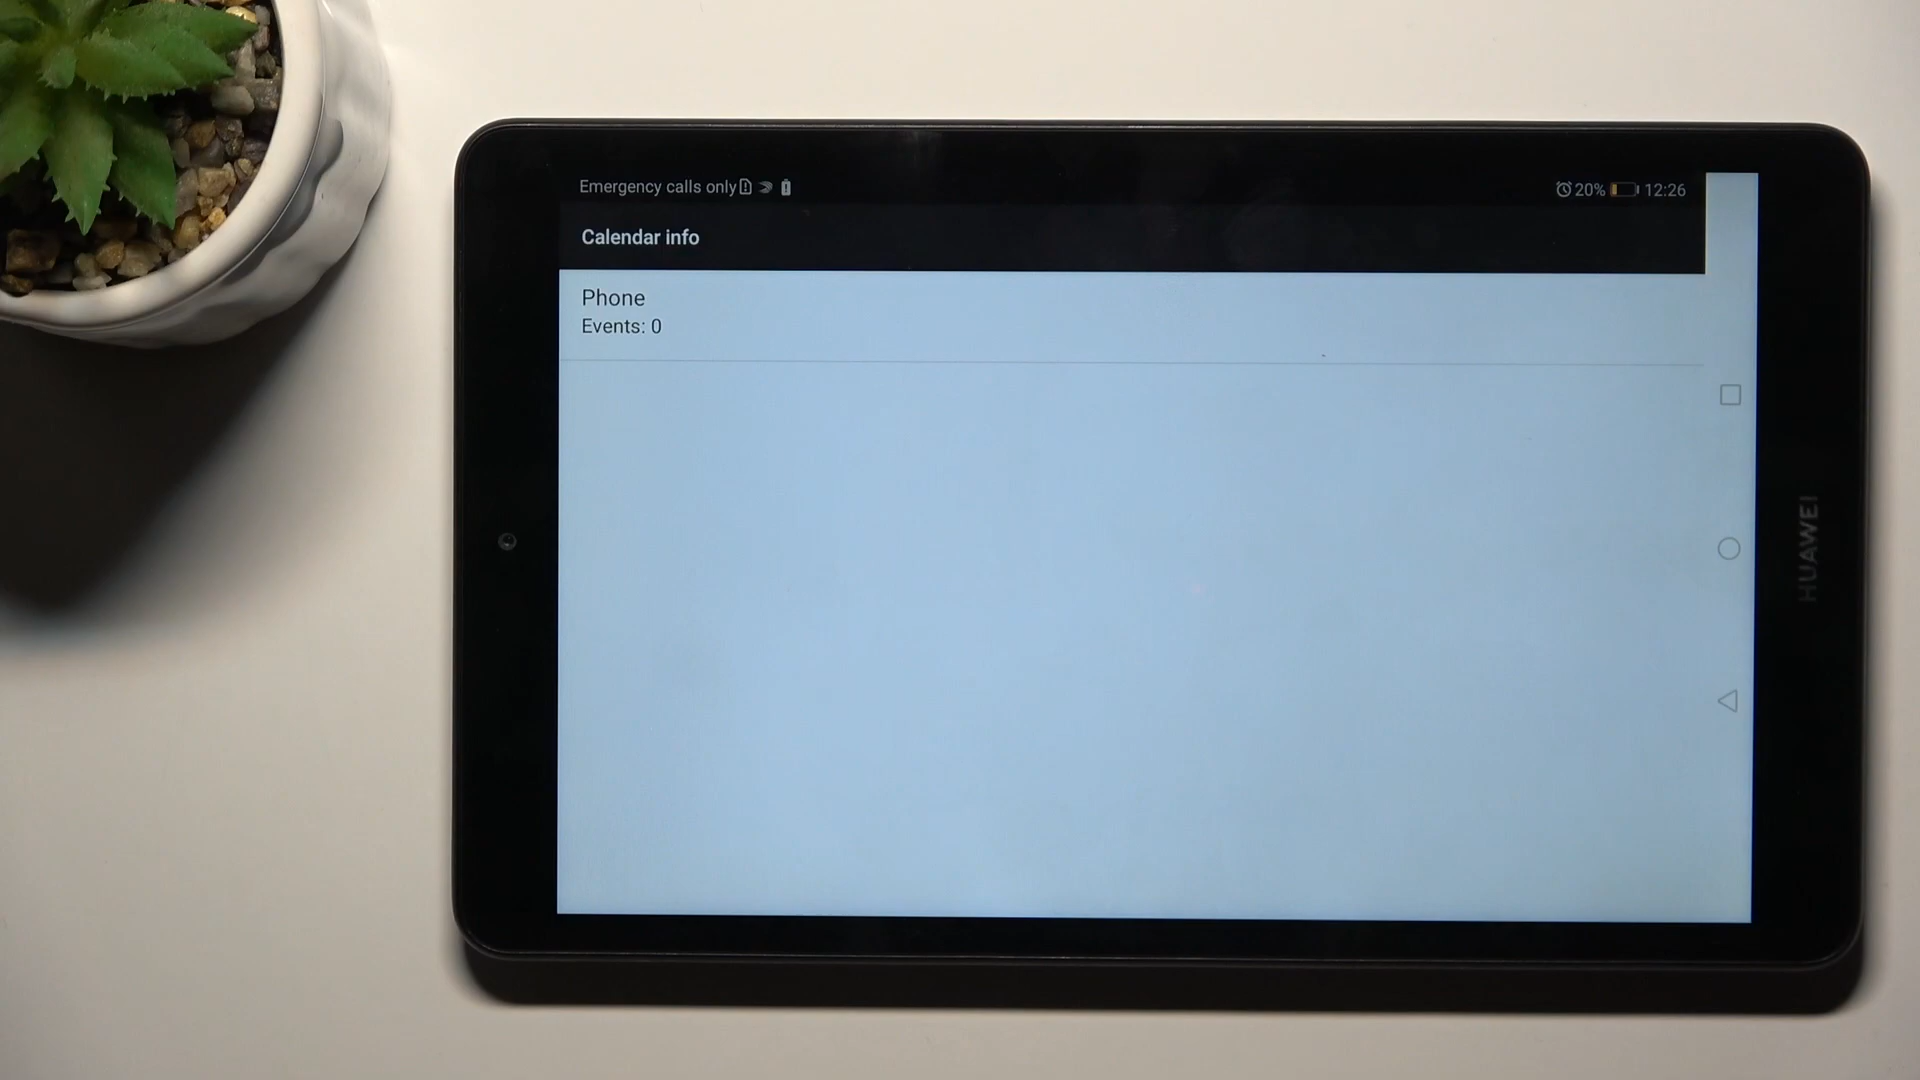 Emergency calls only
20% 12:26
Calendar info
Phone
Events: 0
HUAWEI